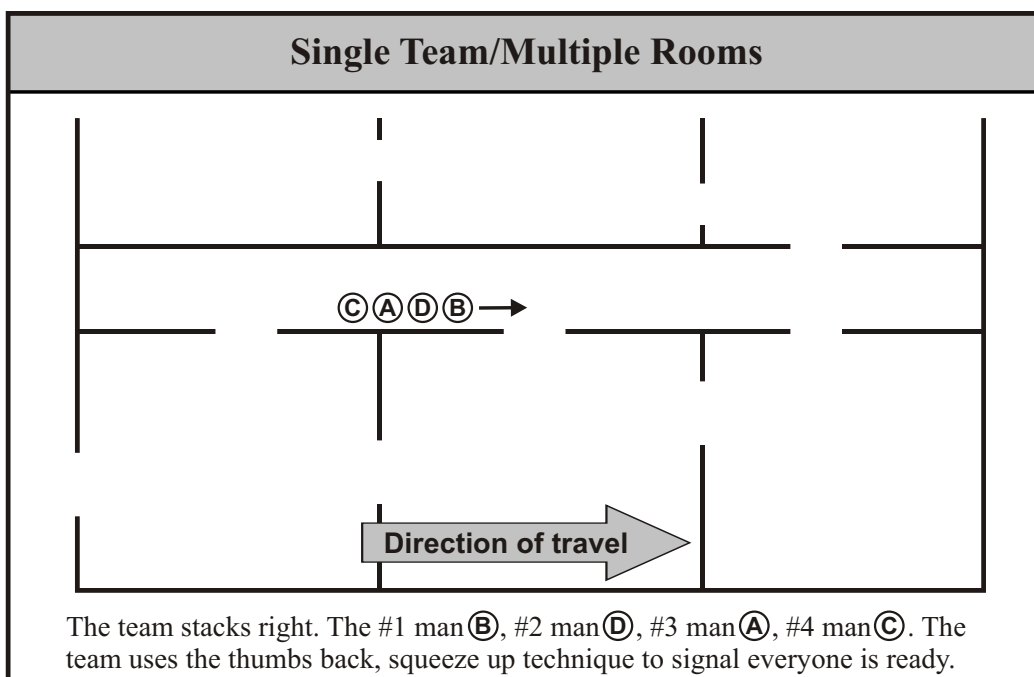 Single Team/Multiple Rooms
C A D B
Direction of travel
The team stacks right. The #1 man B, #2 man D, #3 man A, #4 man C. The
team uses the thumbs back, squeeze up technique to signal everyone is ready.